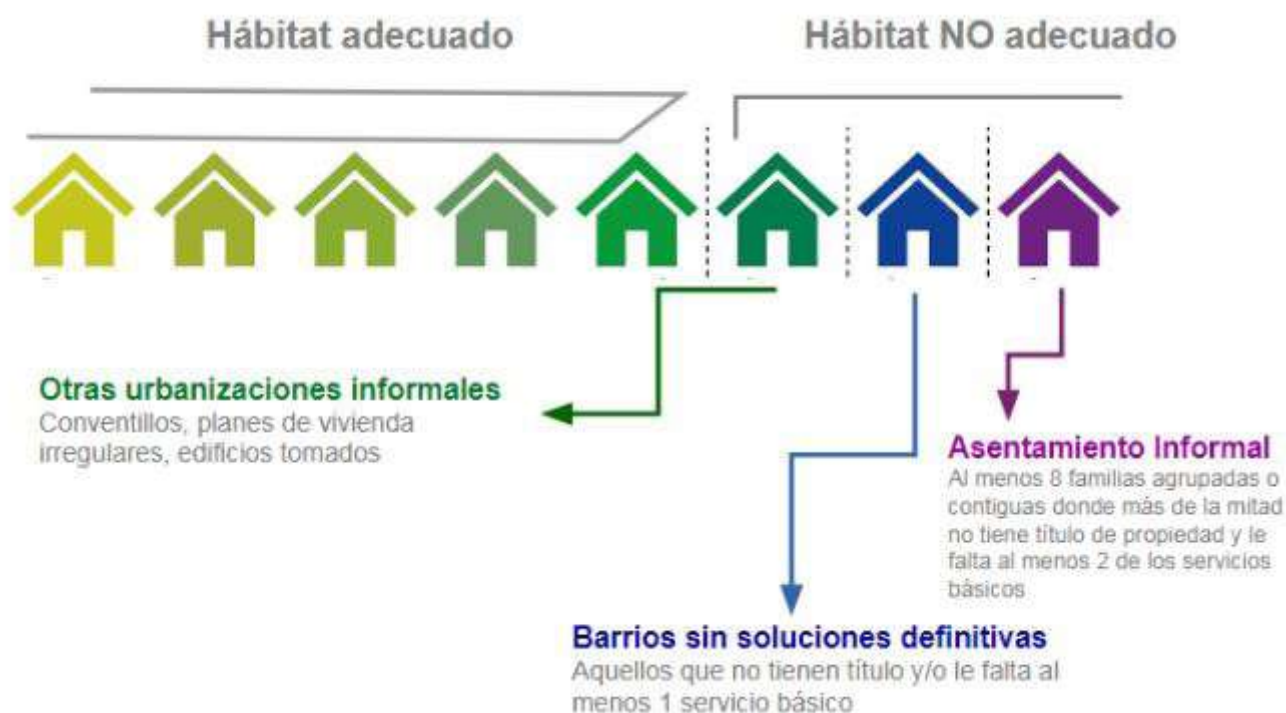 Hábitat adecuado
Hábitat NO adecuado
Otras urbanizaciones informales
Conventillos, planes de vivienda
irregulares, edificios tomados
Asentamiento Informal
Al menos 8 familias agrupadas o
contiguas donde más de la mitad
no tiene título de propiedad y le
falta al menos 2 de los servicios
básicos
Barrios sin soluciones definitivas
Aquellos que no tienen título y/o le falta al
menos 1 servicio básico